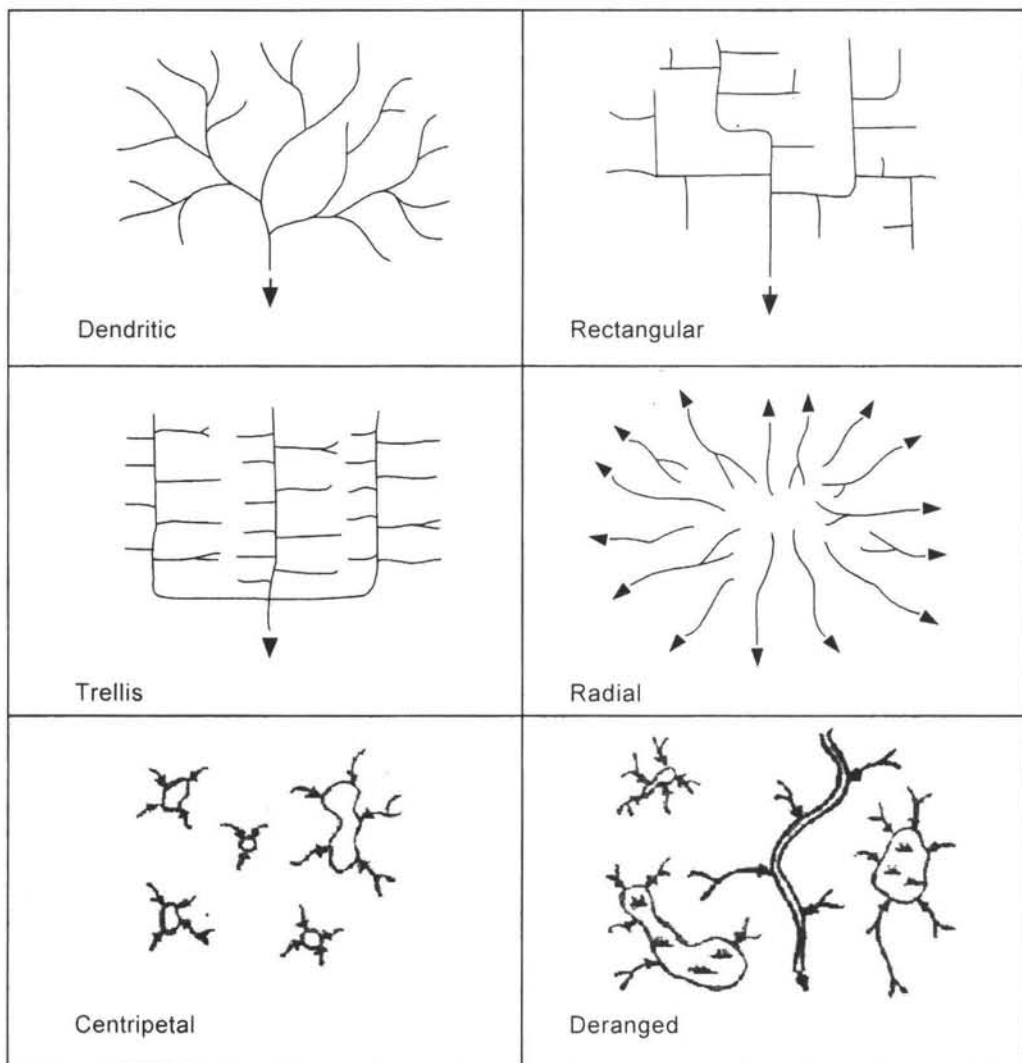 Dendritic
Rectangular
Trellis
Radial
Centripetal
Deranged